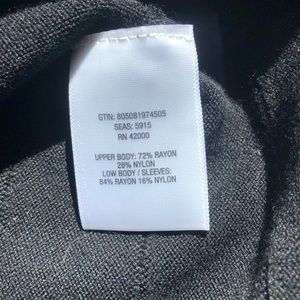 GTIN: 805081974505
SEAS: 5915
RN 42000
UPPER BODY: 72% RAYON
28% NYLON
LOW BODY / SLEEVES:
84% RAYON 16% NYLON